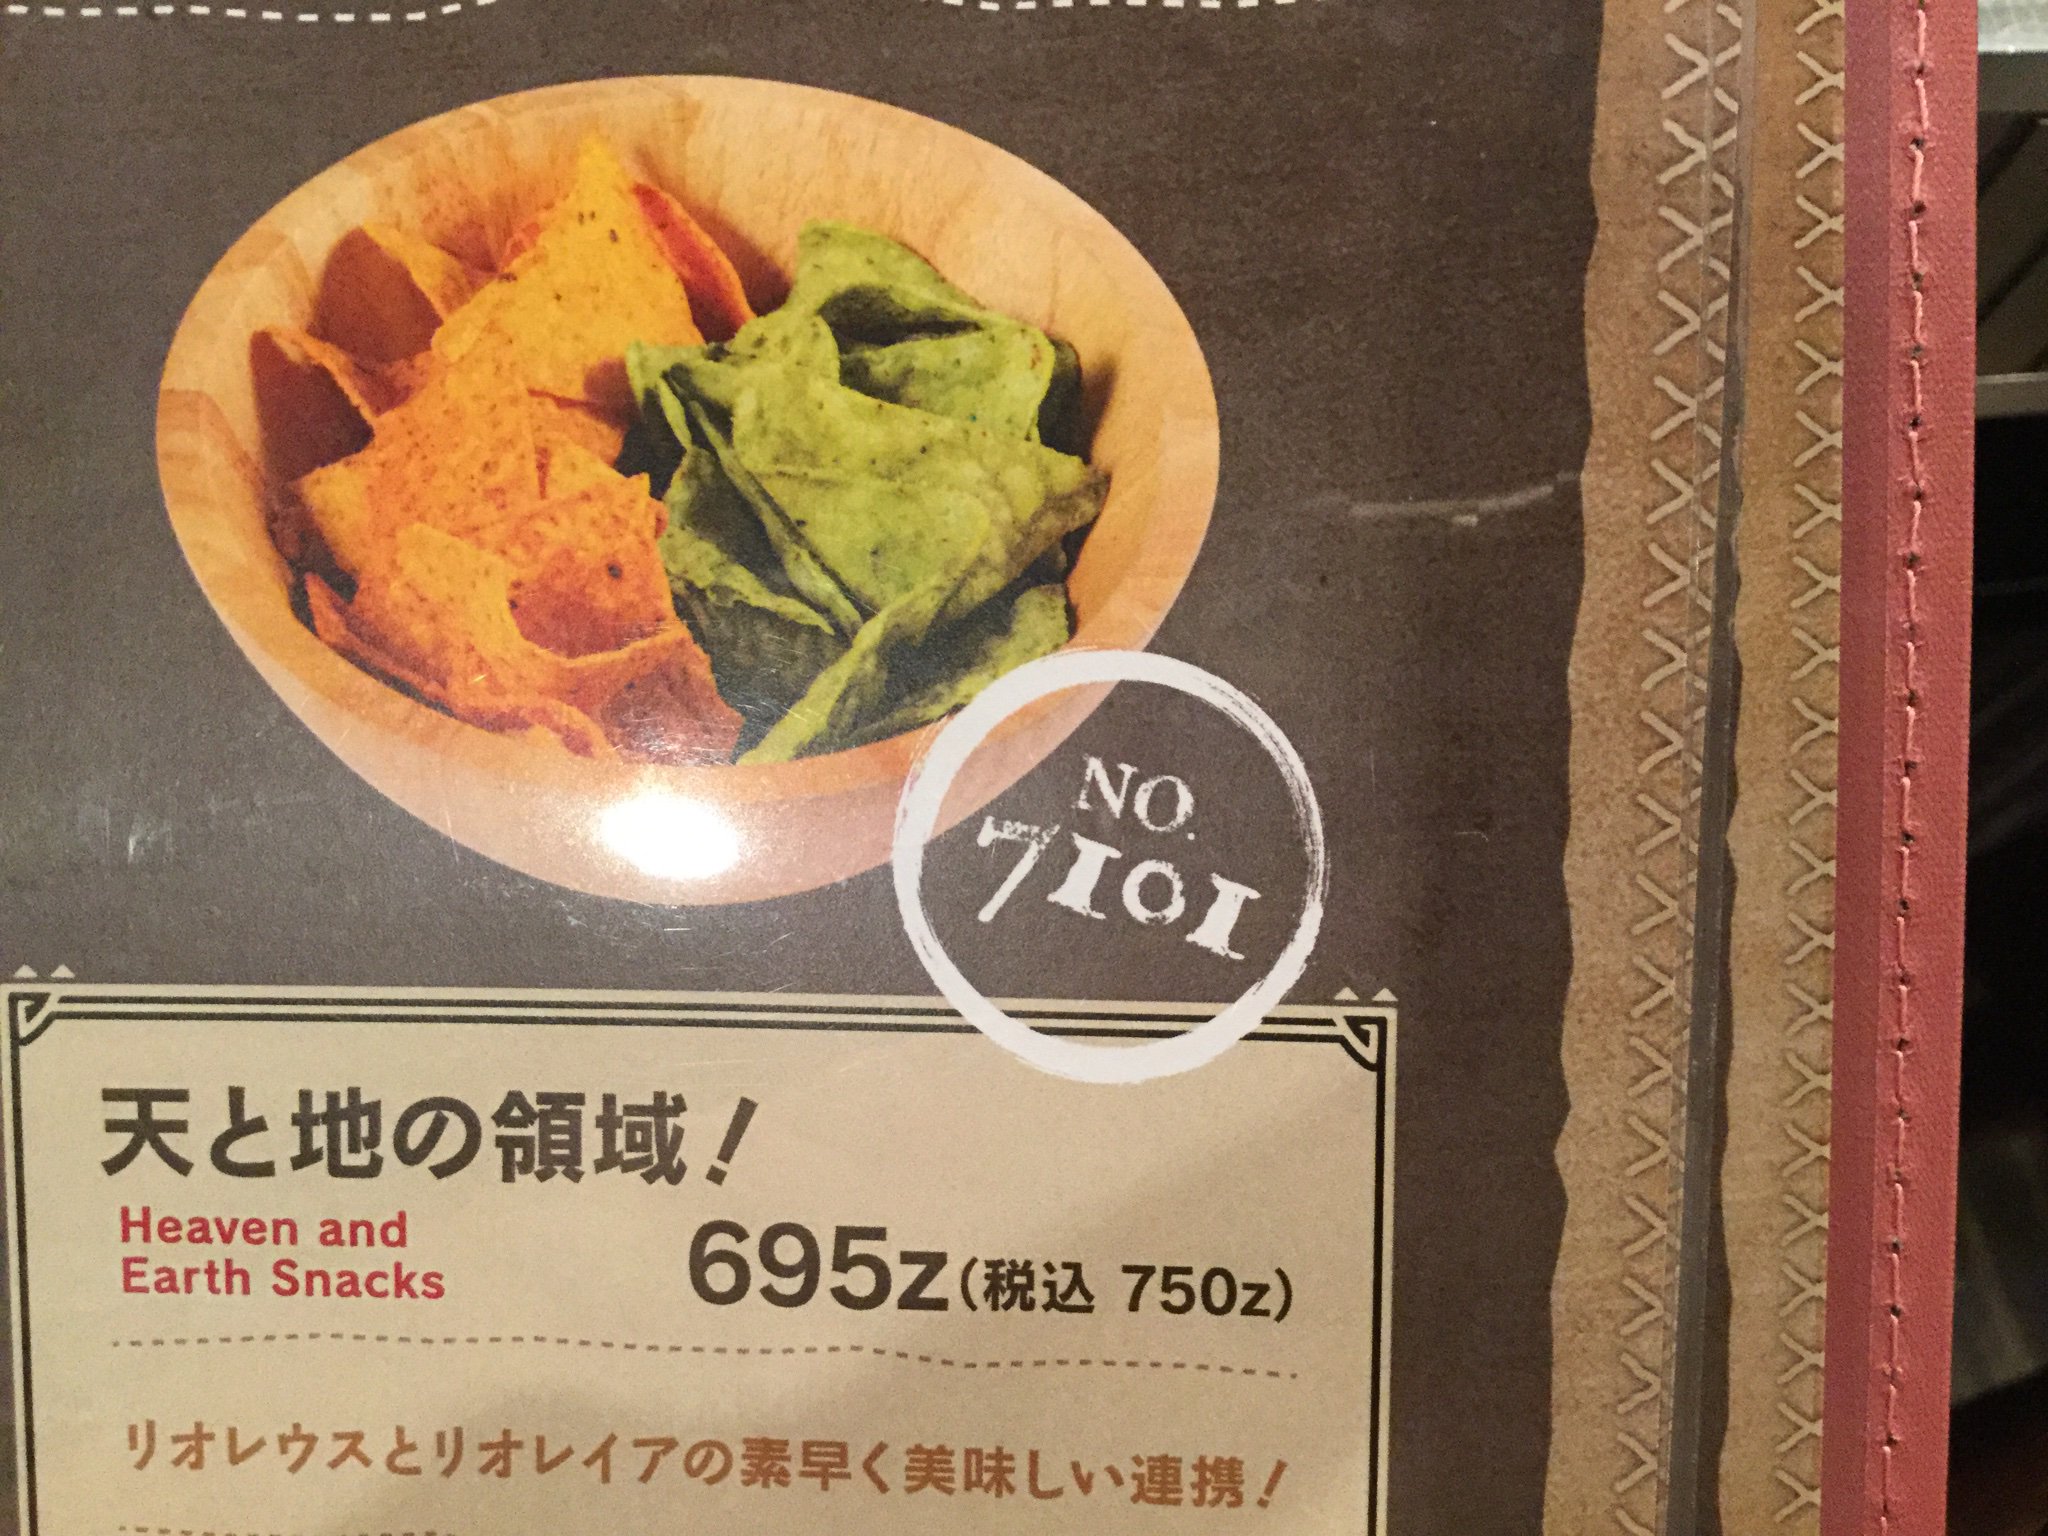 NO.
7101
天と地の領域！
Heaven and
Earth Snacks
695z(税込 750z)
リオレウスとリオレイアの素早く美味しい連携！